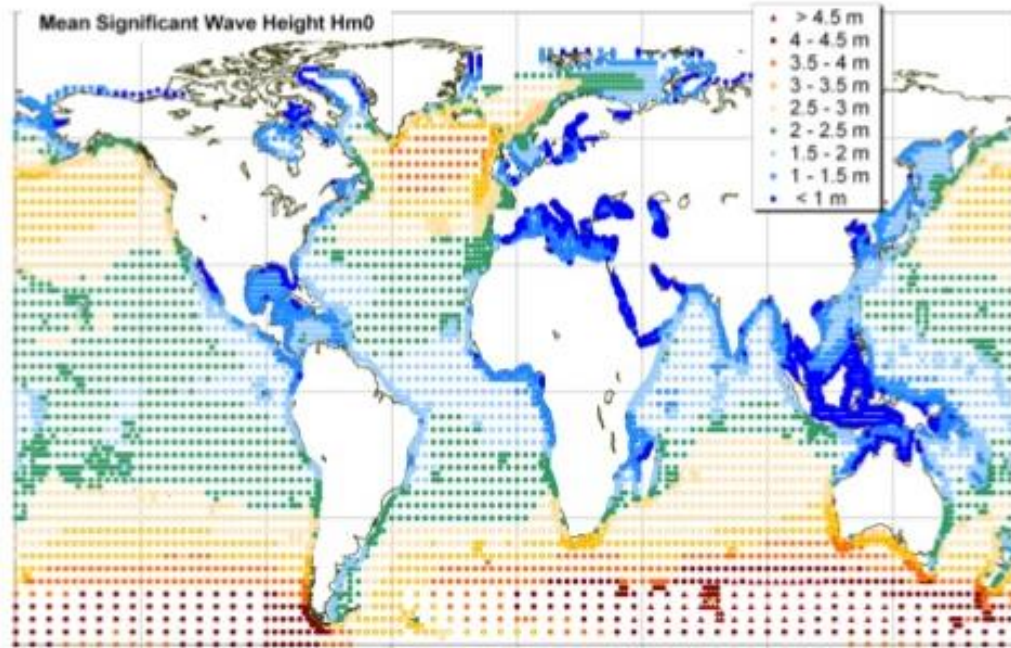 Mean Significant Wave Height Hm0
> 4.5 m
4 - 4.5 m
3.5 - 4 m
3 - 3.5 m
2.5 - 3 m
2 - 2.5 m
1.5 - 2 m
1 - 1.5 m
< 1 m